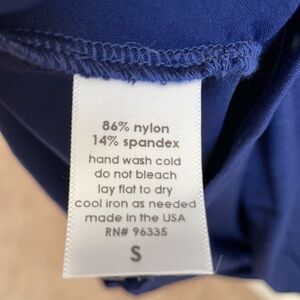 86% nylon
14% spandex
hand wash cold
do not bleach
lay flat to dry
cool iron as needed
made in the USA
RN# 96335
S